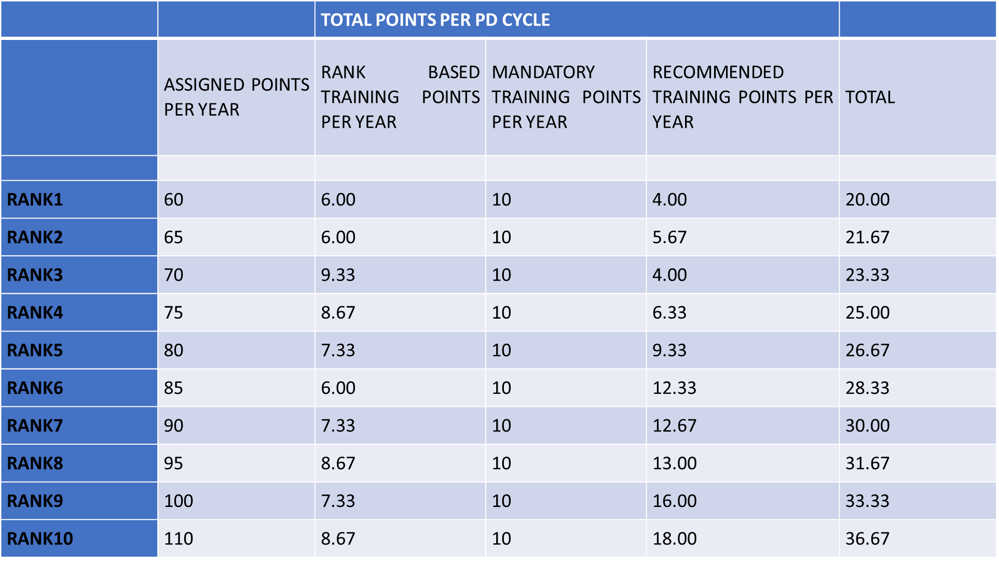 TOTAL POINTS PER PD CYCLE
ASSIGNED POINTS
PER YEAR
RANK BASED
TRAINING POINTS
PER YEAR
MANDATORY
TRAINING POINTS
PER YEAR
RECOMMENDED
TRAINING POINTS PER
YEAR
TOTAL
RANK1 60 6.00 10 4.00 20.00
RANK2 65 6.00 10 5.67 21.67
RANK3 70 9.33 10 4.00 23.33
RANK4 75 8.67 10 6.33 25.00
RANK5 80 7.33 10 9.33 26.67
RANK6 85 6.00 10 12.33 28.33
RANK7 90 7.33 10 12.67 30.00
RANK8 95 8.67 10 13.00 31.67
RANK9 100 7.33 10 16.00 33.33
RANK10 110 8.67 10 18.00 36.67